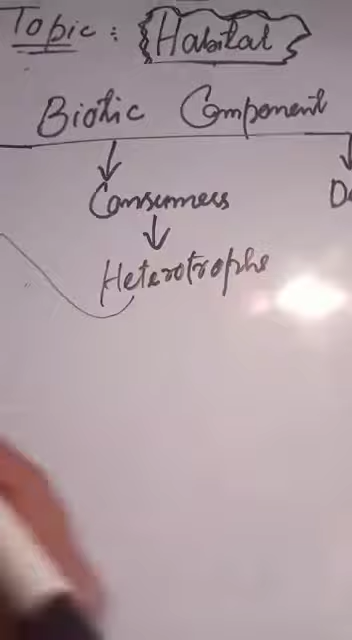 Topic : Habitat
Biotic Component
Consumers
Heterotrophs